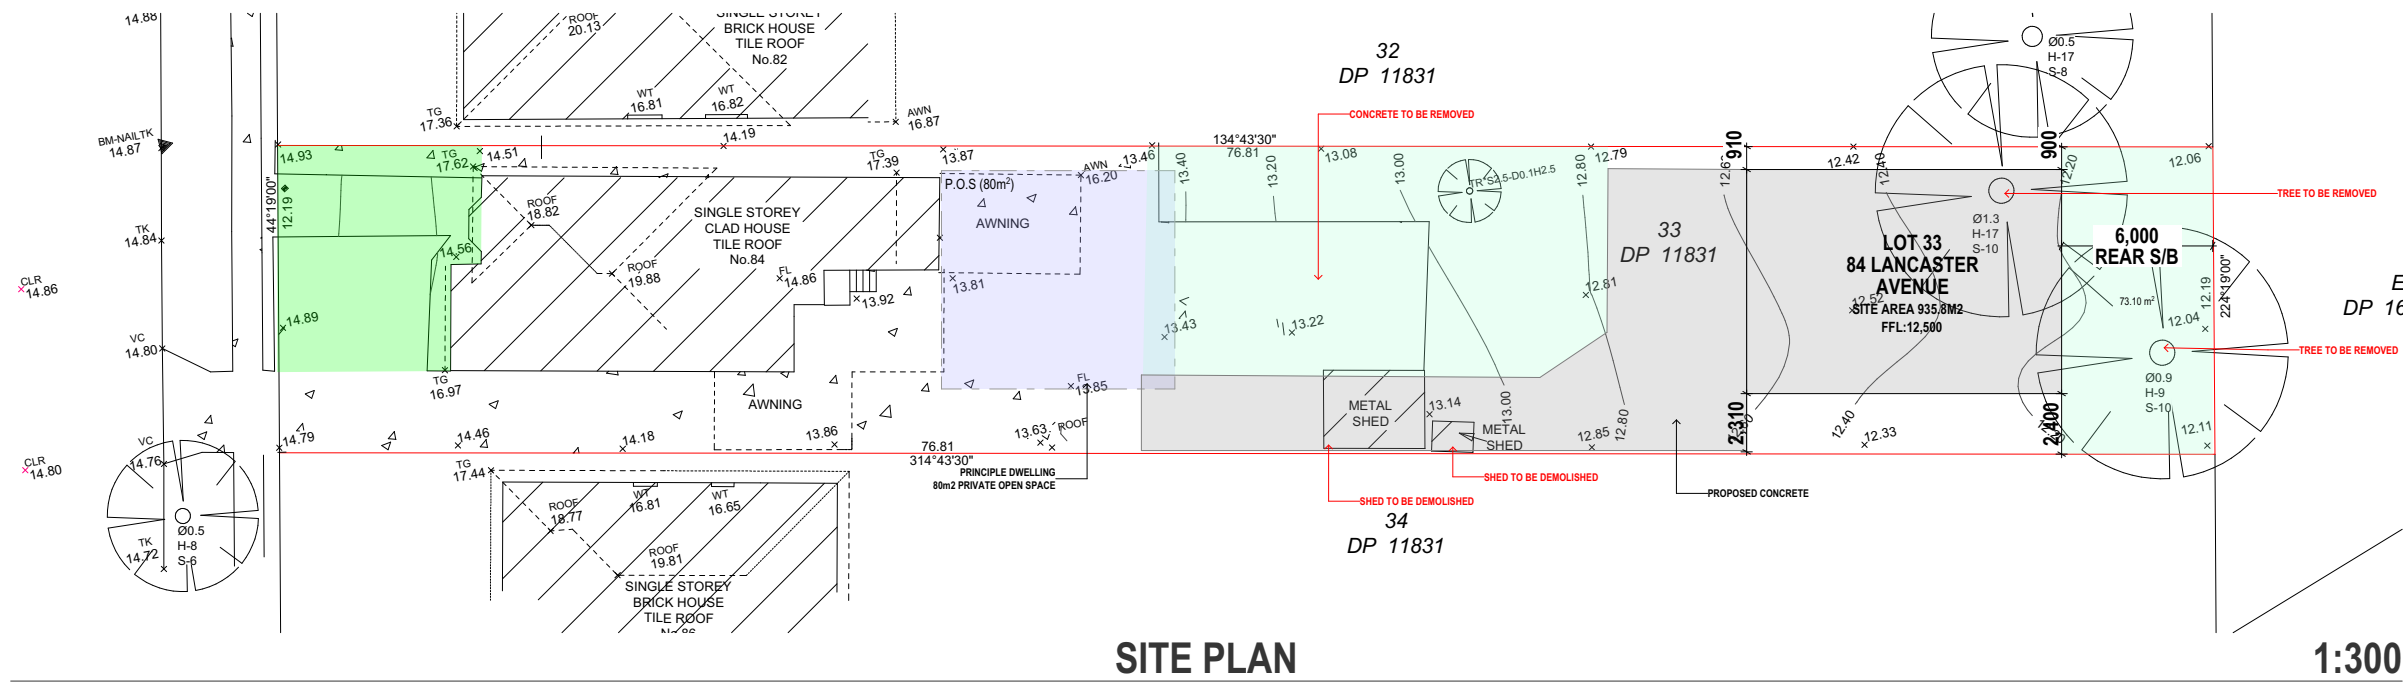 14.88
ROOF
20.13
SINGLE STOREY
BRICK HOUSE
TILE ROOF
No.82
WT
16.81
WT
16.82
TG
17.36
AWN
16.87
32
DP 11831
CONCRETE TO BE REMOVED
Ø0.5
H-17
S-8
BM-NAILTK
14.87
14.93
TG
17.62
14.51
14.19
TG
17.39
13.87
13.46
AWN
16.20
134°43'30"
76.81
13.40
13.20
13.08
13.00
12.80
12.79
910
12.42
12.40
900
12.20
12.06
44°19'00"
12.19
P.O.S (80m²)
AWNING
TR*S2.5-D0.1H2.5
TREE TO BE REMOVED
ROOF
18.82
SINGLE STOREY
CLAD HOUSE
TILE ROOF
No.84
ROOF
19.88
FL
14.86
13.92
13.81
14.56
TK
14.84
CLR
14.86
14.89
VC
14.80
33
DP 11831
Ø1.3
H-17
S-10
LOT 33
84 LANCASTER
AVENUE
SITE AREA 935.8M2
FFL:12,500
12.52
6,000
REAR S/B
73.10 m²
12.19
224°19'00"
12.04
E
DP 16
12.81
13.43
13.22
TREE TO BE REMOVED
TG
16.97
AWNING
FL
13.85
METAL
SHED
13.14
METAL
SHED
13.00
12.80
12.85
2,310
12.40
12.33
2,400
Ø0.9
H-9
S-10
12.11
14.79
14.46
14.18
13.86
76.81
314°43'30"
13.63
ROOF
VC
14.76
CLR
14.80
TG
17.44
PRINCIPLE DWELLING
80m2 PRIVATE OPEN SPACE
SHED TO BE DEMOLISHED
SHED TO BE DEMOLISHED
PROPOSED CONCRETE
34
DP 11831
Ø0.5
H-8
S-6
TK
14.72
ROOF
18.77
WT
16.81
WT
16.65
ROOF
19.81
SINGLE STOREY
BRICK HOUSE
TILE ROOF
No.86
SITE PLAN
1:300